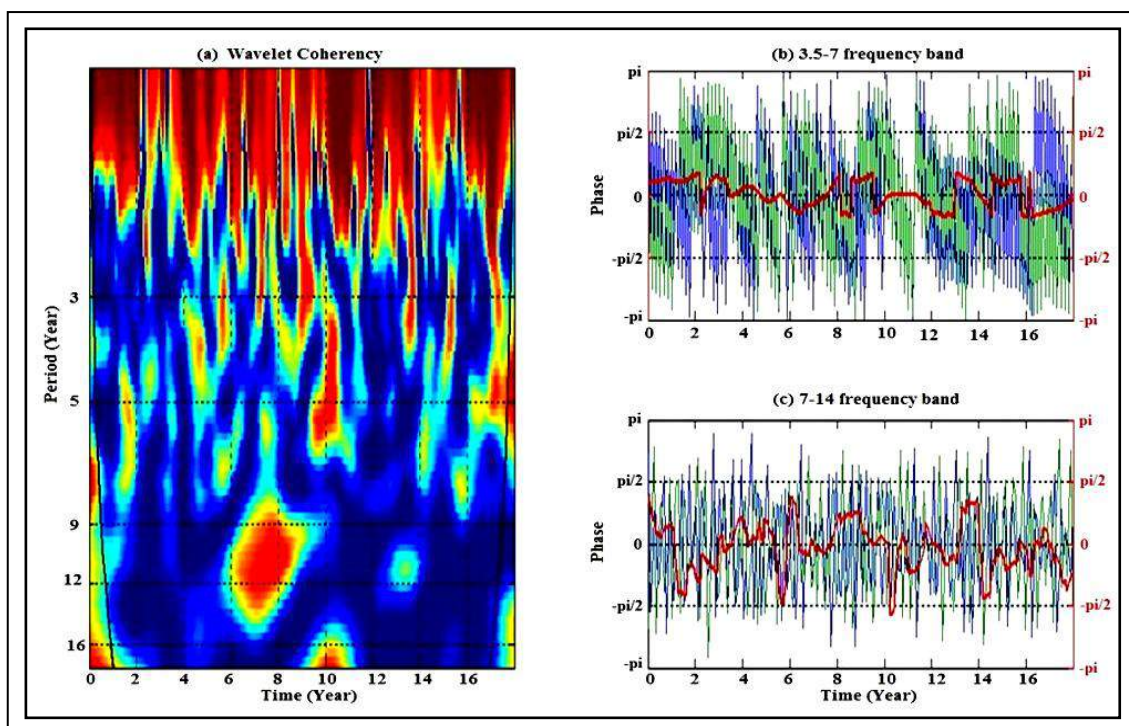 (a) Wavelet Coherency
Period (Year)
3
5
9
12
16
0 2 4 6 8 10 12 14 16
Time (Year)
(b) 3.5-7 frequency band
Phase
pi
pi/2
0
-pi/2
-pi
pi
pi/2
0
-pi/2
-pi
0 2 4 6 8 10 12 14 16
(c) 7-14 frequency band
Phase
pi
pi/2
0
-pi/2
-pi
pi
pi/2
0
-pi/2
-pi
0 2 4 6 8 10 12 14 16
Time (Year)